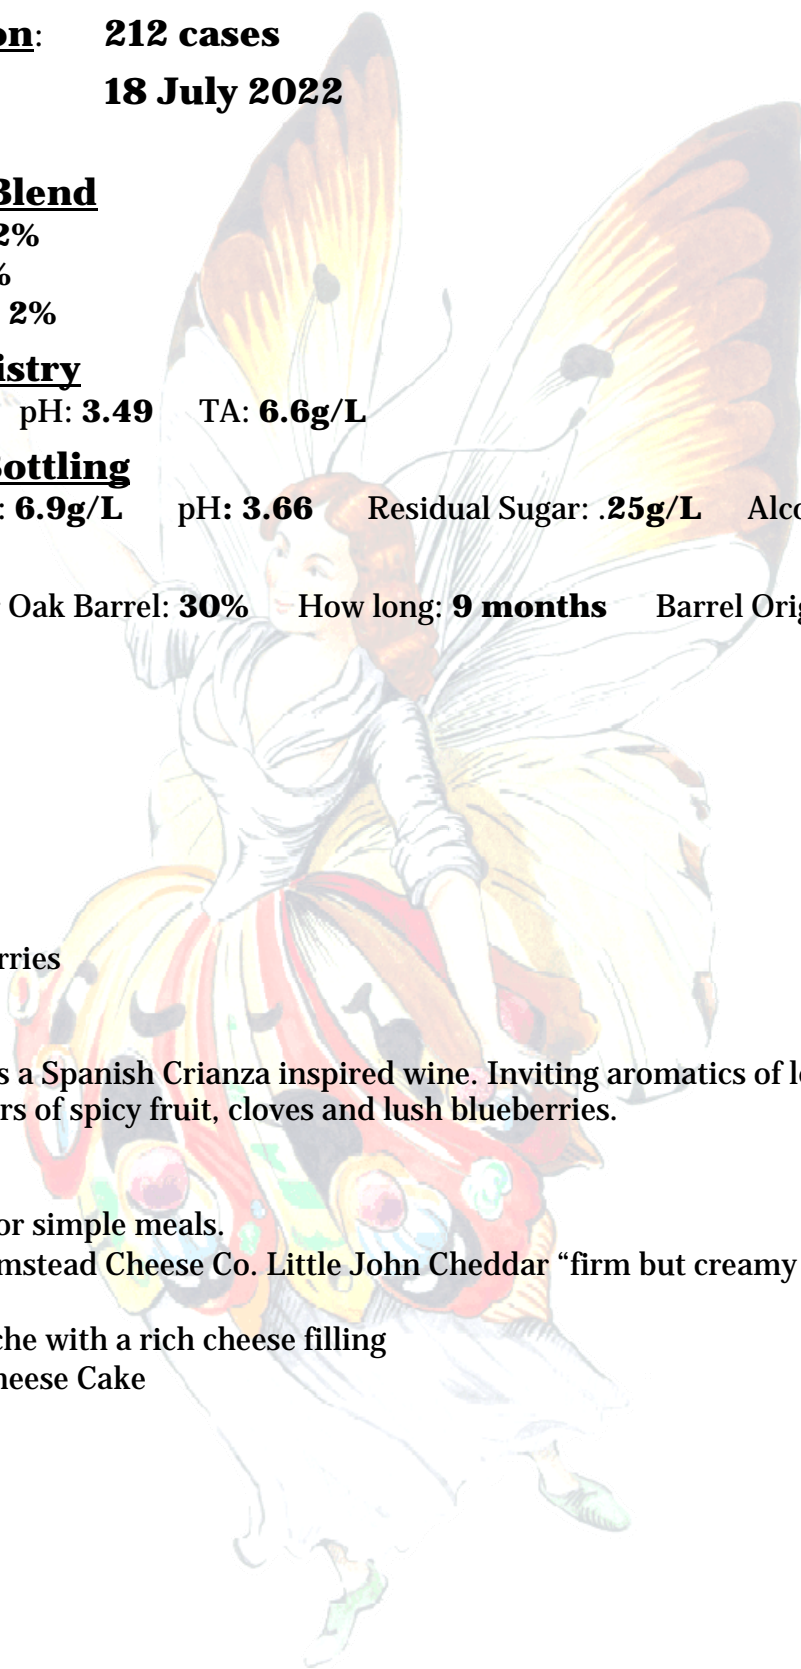 on: 212 cases
18 July 2022
Blend
2%
%
2%
istry
pH: 3.49 TA: 6.6g/L
Bottling
: 6.9g/L pH: 3.66 Residual Sugar: .25g/L Alco
Oak Barrel: 30% How long: 9 months Barrel Orig
rries
s a Spanish Crianza inspired wine. Inviting aromatics of l
rs of spicy fruit, cloves and lush blueberries.
or simple meals.
mstead Cheese Co. Little John Cheddar “firm but creamy
che with a rich cheese filling
heese Cake